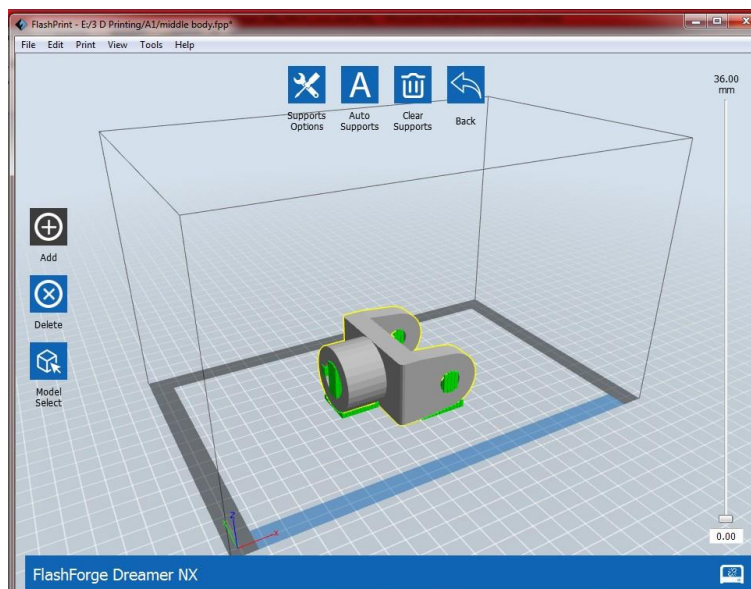 FlashPrint - E:/3 D Printing/A1/middle body.fpp*
File Edit Print View Tools Help
Supports
Options
Auto
Supports
Clear
Supports
Back
36.00
mm
Add
Delete
Model
Select
Z
X
0.00
FlashForge Dreamer NX